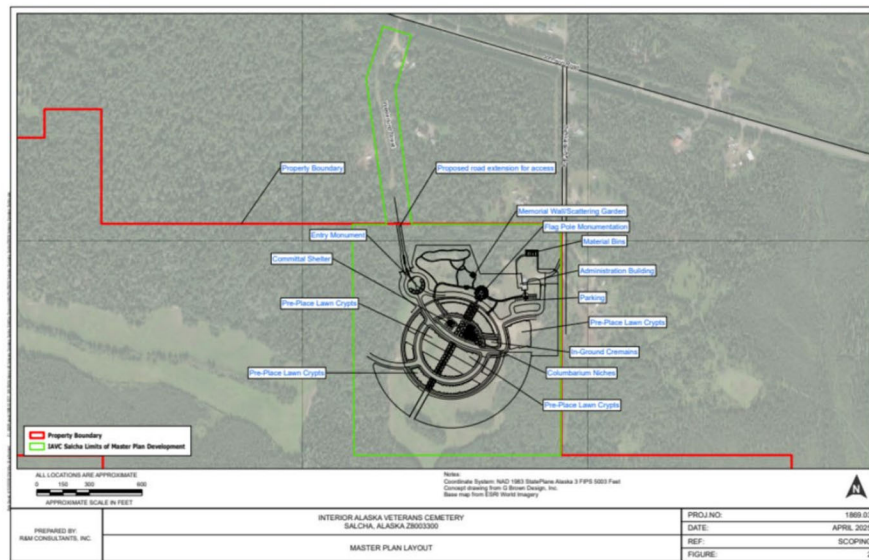 Property Boundary
Proposed road extension for access
Memorial Wall/Scattering Garden
Flag Pole Monumentation
Entry Monument
Material Bins
Committal Shelter
Administration Building
Pre-Place Lawn Crypts
Parking
Pre-Place Lawn Crypts
In-Ground Cremains
Pre-Place Lawn Crypts
Columbarium Niches
Pre-Place Lawn Crypts
Property Boundary
IAVC Salcha Limits of Master Plan Development
ALL LOCATIONS ARE APPROXIMATE
0 150 300 600
APPROXIMATE SCALE IN FEET
Notes:
Coordinate System: NAD 1983 StatePlane Alaska 3 FIPS 5003 Feet
Concept drawing from G Brown Design, Inc.
Base map from ESRI World Imagery
N
PREPARED BY:
R&M CONSULTANTS, INC.
INTERIOR ALASKA VETERANS CEMETERY
SALCHA, ALASKA Z8003300
MASTER PLAN LAYOUT
PROJ.NO: 1869.03
DATE: APRIL 2025
REF: SCOPING
FIGURE: